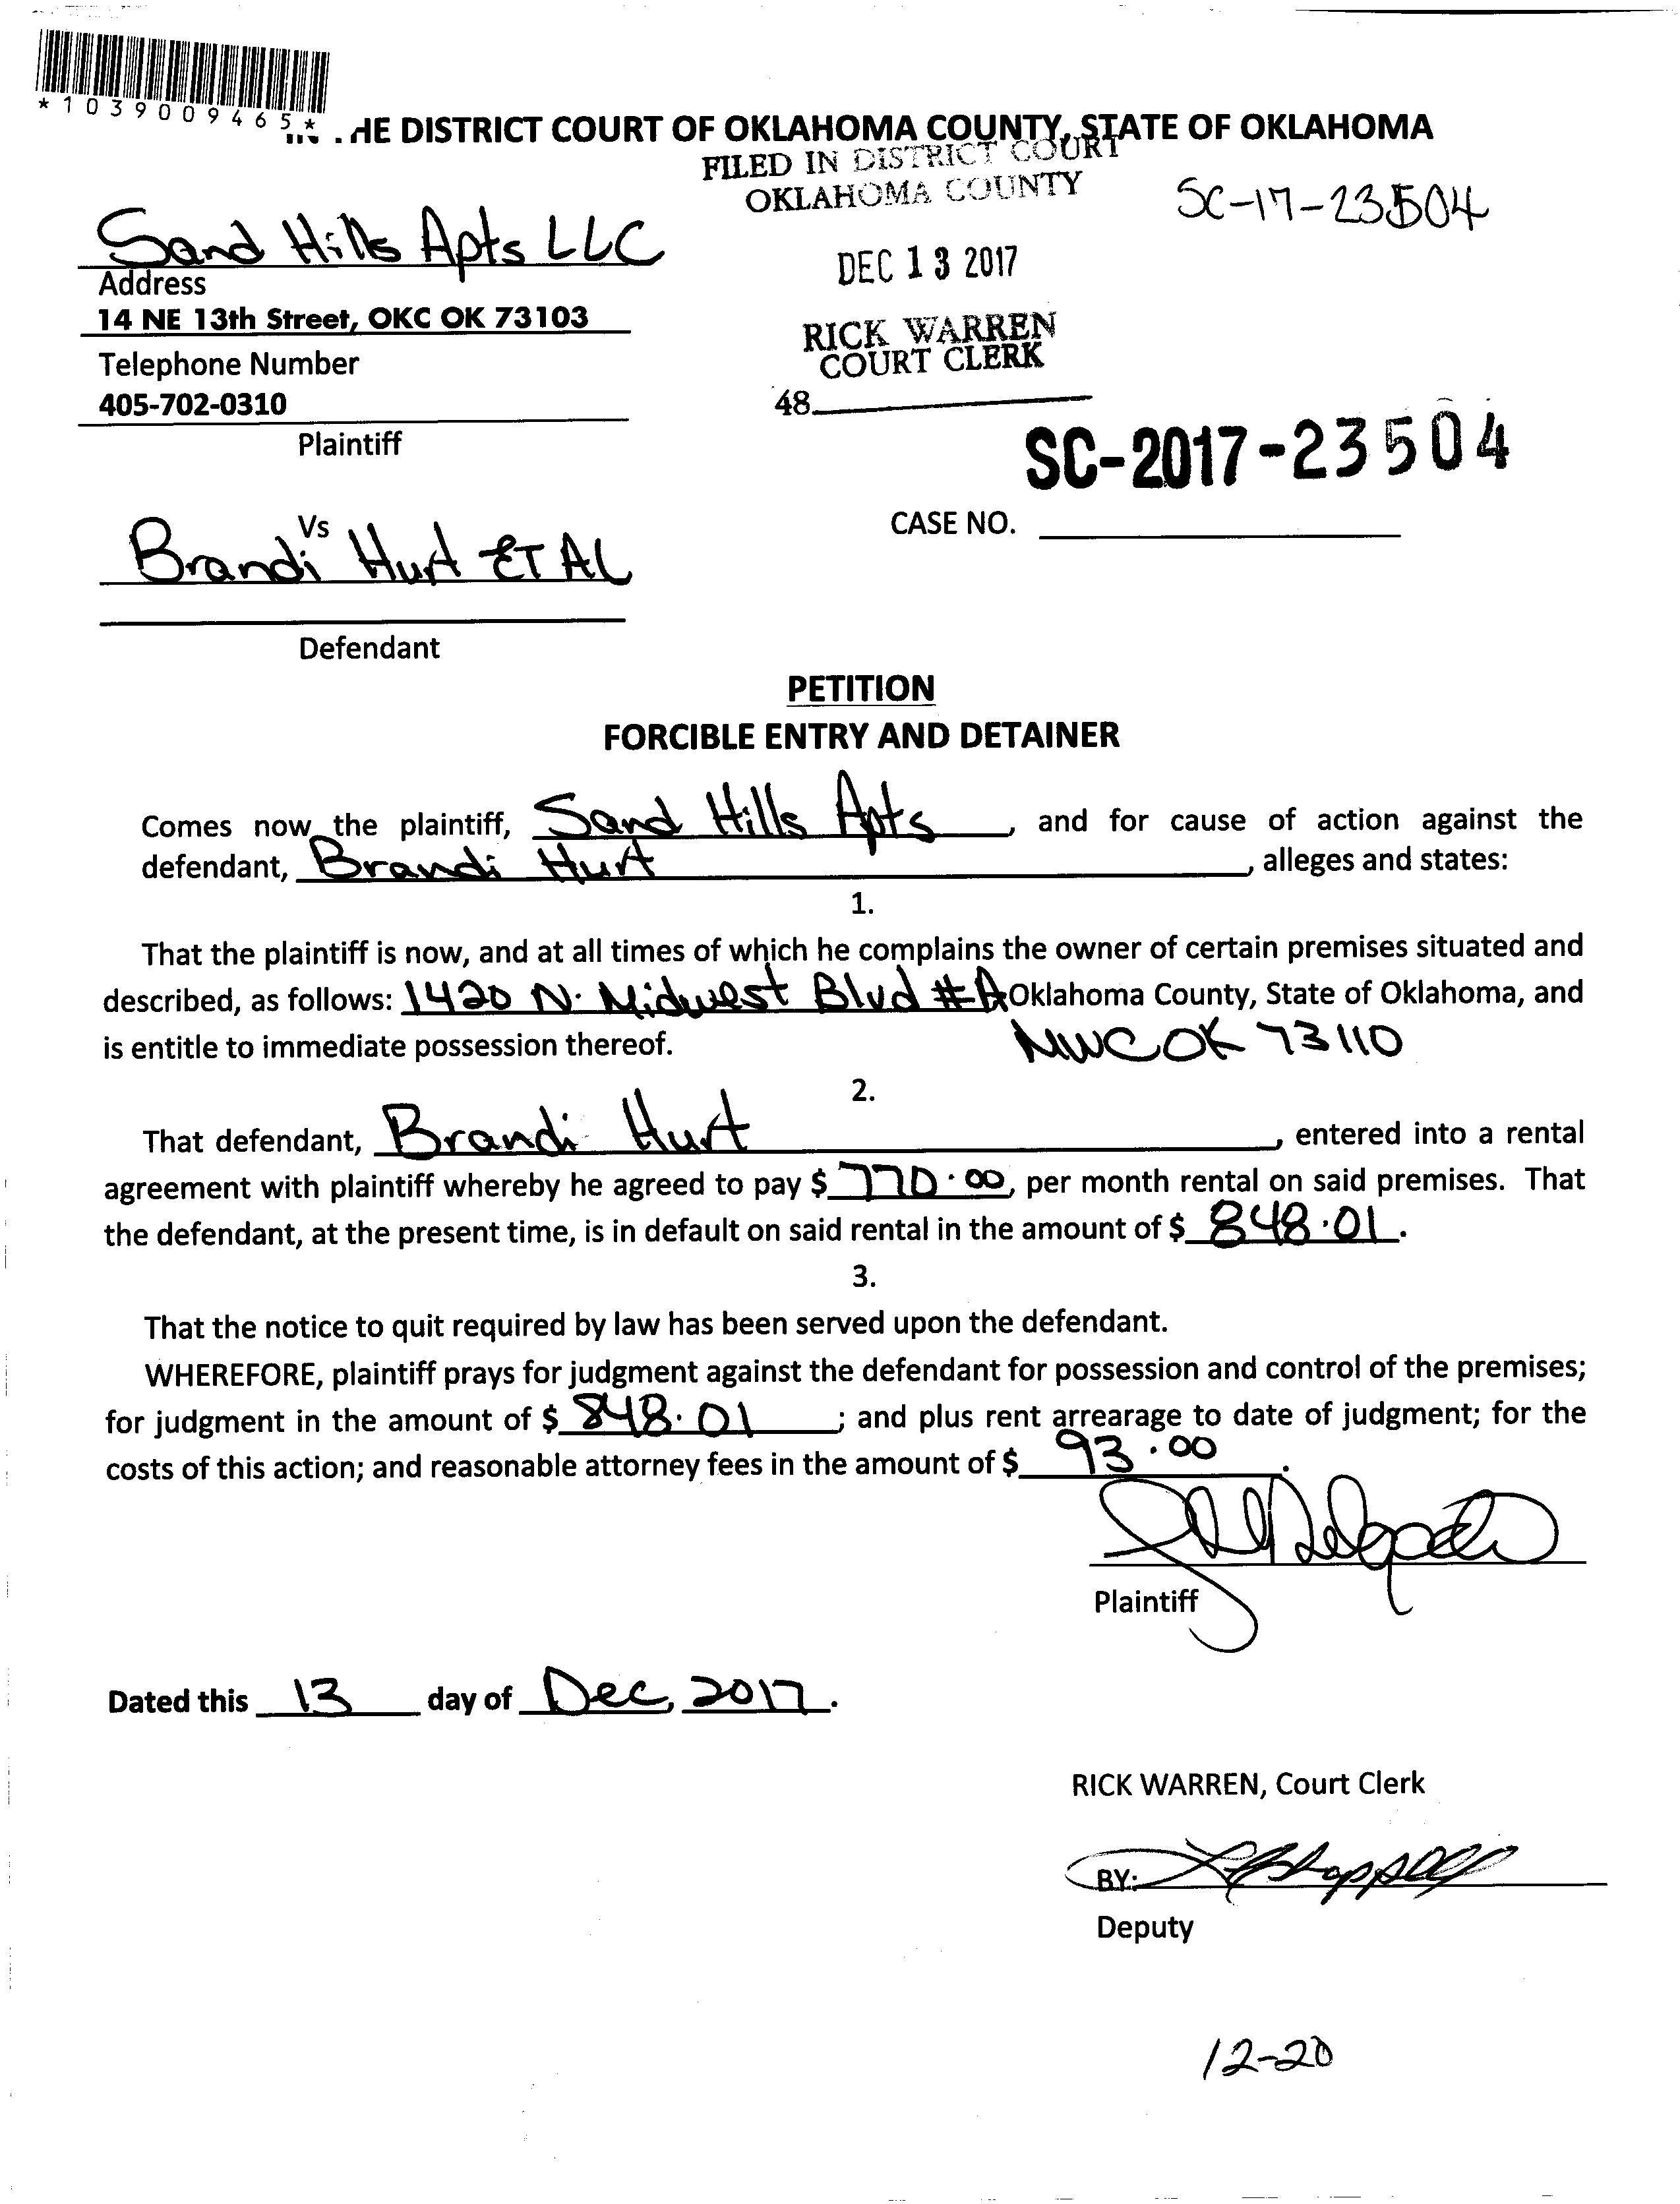 *1039009465*
HE DISTRICT COURT OF OKLAHOMA COUNTY, STATE OF OKLAHOMA
FILED IN DISTRICT COURT
OKLAHOMA COUNTY
SC-17-23504
Sand Hills Apts LLC
Address
DEC 13 2017
14 NE 13th Street, OKC OK 73103
RICK WARREN
COURT CLERK
Telephone Number
405-702-0310
48
Plaintiff
SC-2017-23504
CASE NO.
Vs
Brandi Hurt ET AL
Defendant
PETITION
FORCIBLE ENTRY AND DETAINER
Comes now the plaintiff, Sand Hills Apts, and for cause of action against the
defendant, Brandi Hurt, alleges and states:
1.
That the plaintiff is now, and at all times of which he complains the owner of certain premises situated and
described, as follows: 1420 N. Midwest Blvd #A Oklahoma County, State of Oklahoma, and
is entitle to immediate possession thereof. MWC OK 73110
2.
That defendant, Brandi Hurt, entered into a rental
agreement with plaintiff whereby he agreed to pay $ 770.00, per month rental on said premises. That
the defendant, at the present time, is in default on said rental in the amount of $ 848.01.
3.
That the notice to quit required by law has been served upon the defendant.
WHEREFORE, plaintiff prays for judgment against the defendant for possession and control of the premises;
for judgment in the amount of $ 848.01; and plus rent arrearage to date of judgment; for the
costs of this action; and reasonable attorney fees in the amount of $ 93.00.
Plaintiff
Dated this 13 day of Dec, 2017.
RICK WARREN, Court Clerk
BY:
Deputy
12-20